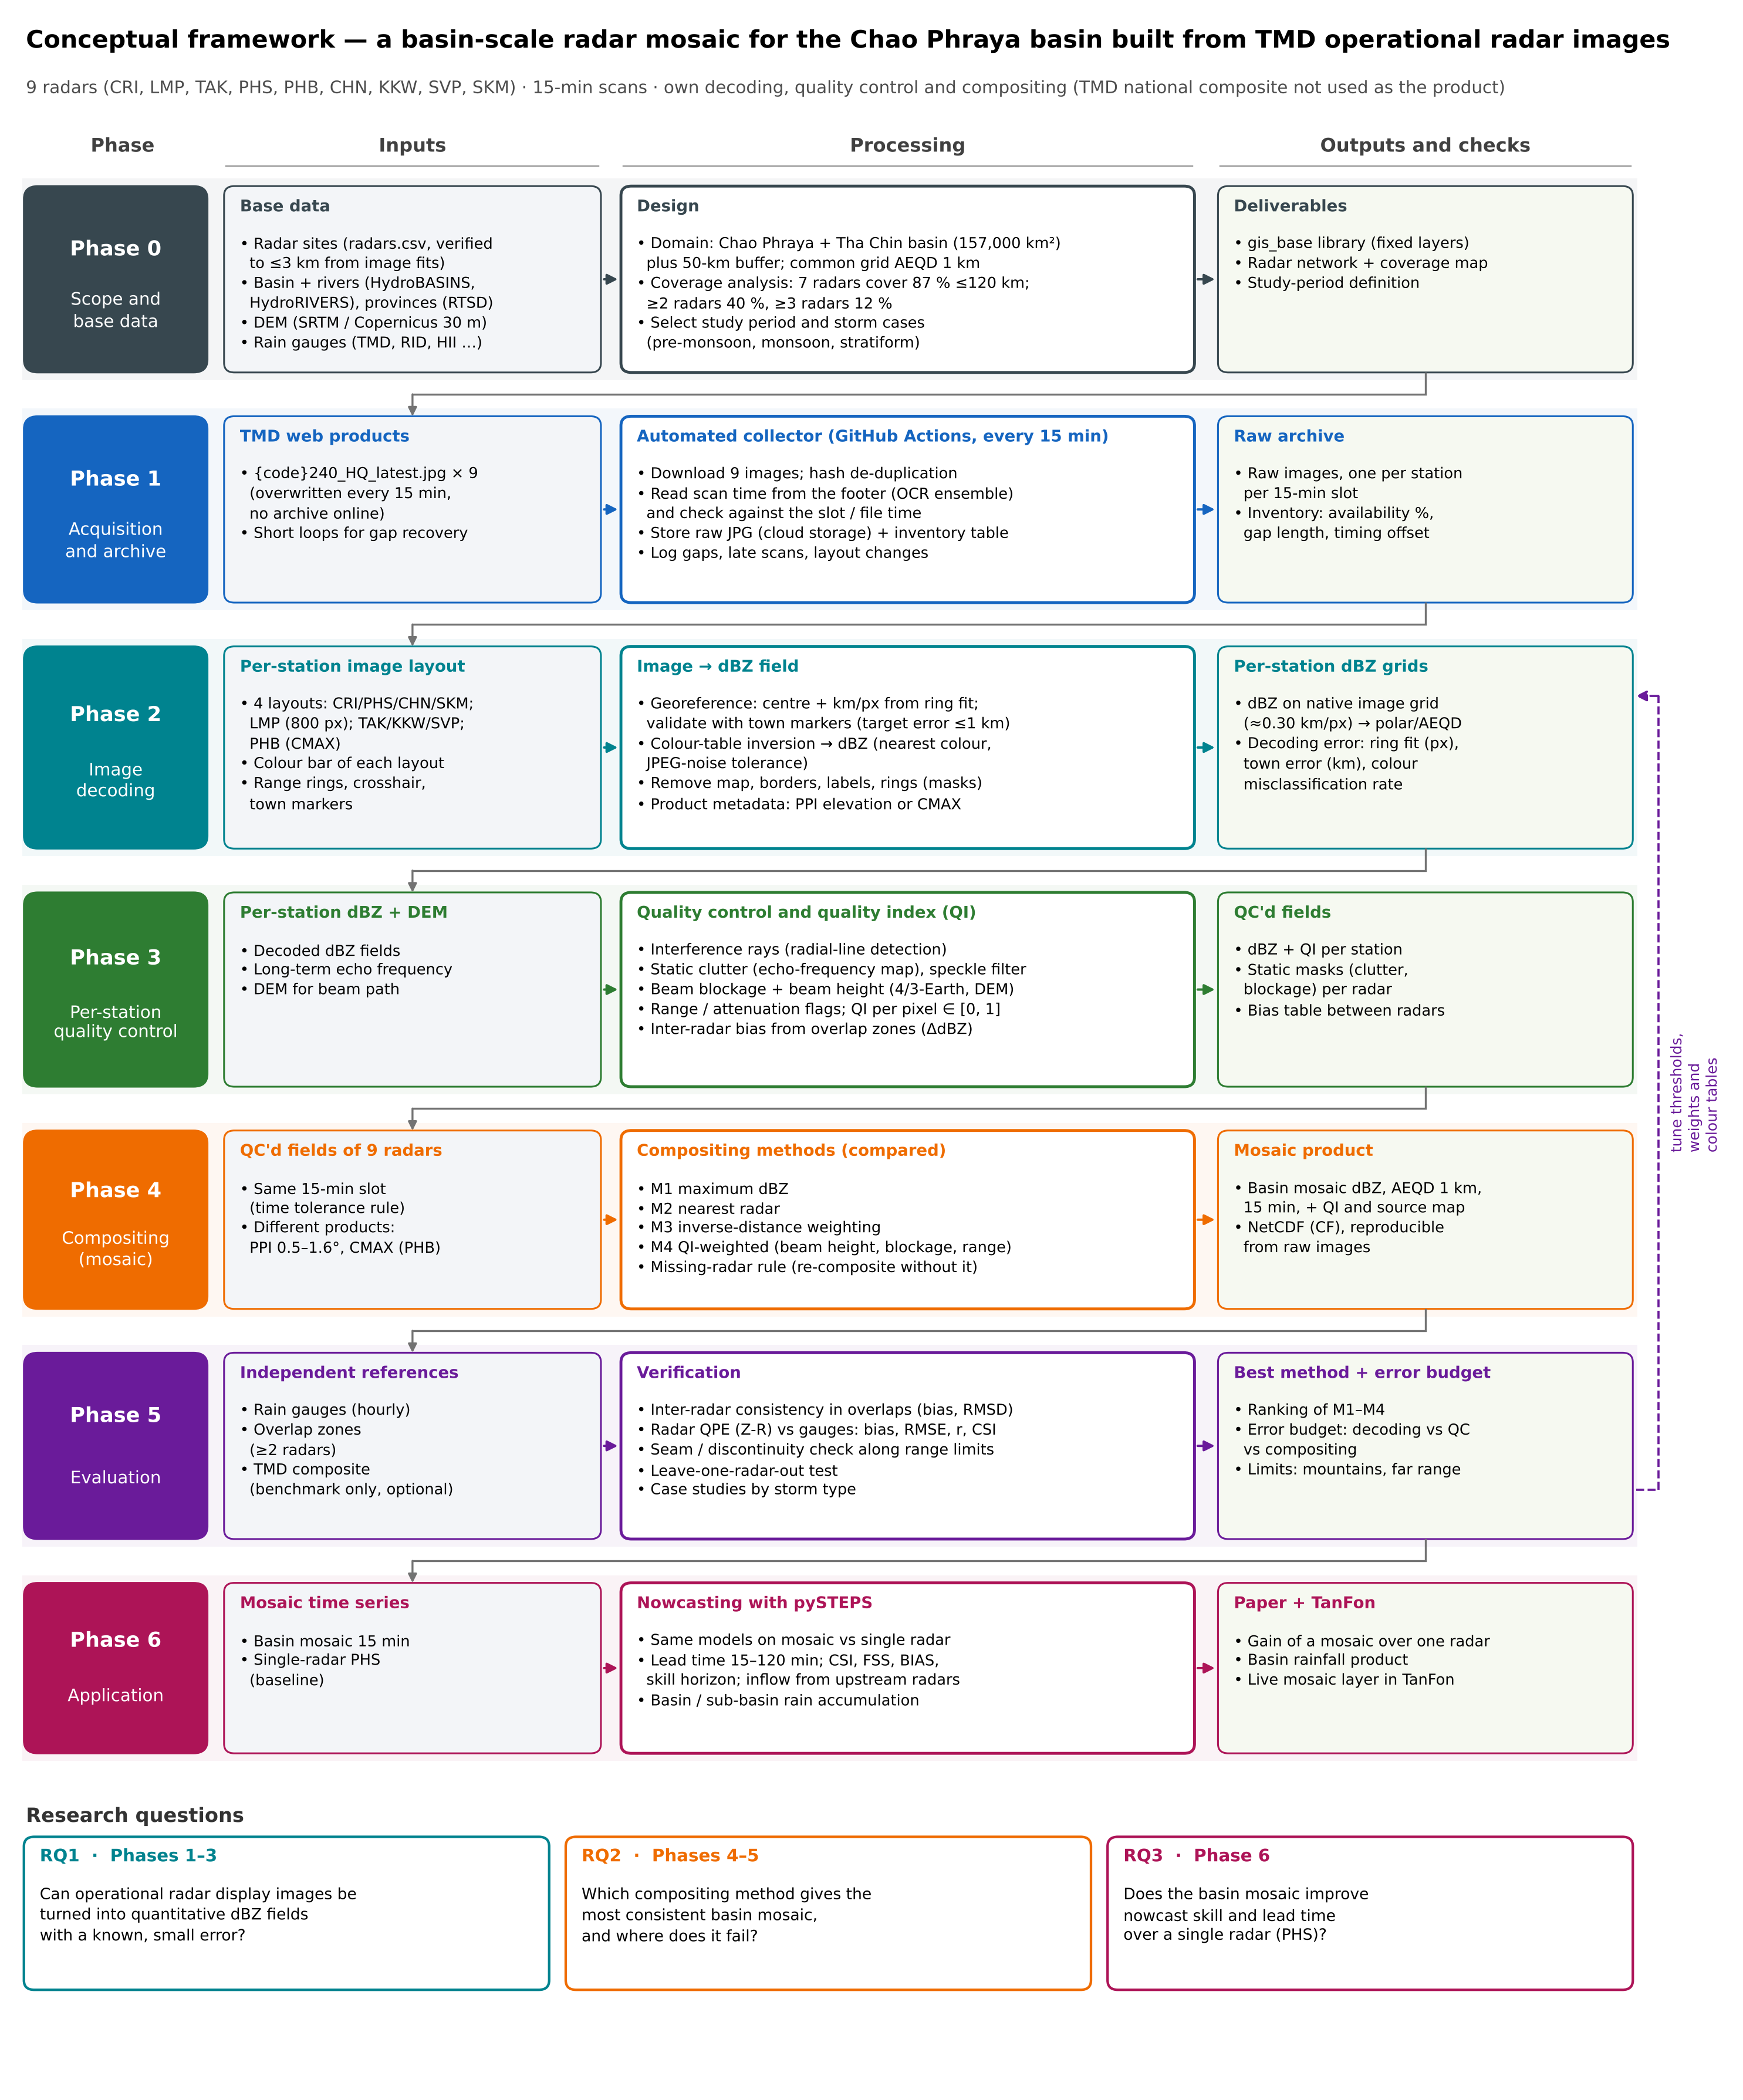 Conceptual framework — a basin-scale radar mosaic for the Chao Phraya basin built from TMD operational radar images
9 radars (CRI, LMP, TAK, PHS, PHB, CHN, KKW, SVP, SKM) · 15-min scans · own decoding, quality control and compositing (TMD national composite not used as the product)
Phase
Inputs
Processing
Outputs and checks
Phase 0
Scope and
base data
Base data
• Radar sites (radars.csv, verified
to ≤3 km from image fits)
• Basin + rivers (HydroBASINS,
HydroRIVERS), provinces (RTSD)
• DEM (SRTM / Copernicus 30 m)
• Rain gauges (TMD, RID, HII ...)
Design
• Domain: Chao Phraya + Tha Chin basin (157,000 km²)
plus 50-km buffer; common grid AEQD 1 km
• Coverage analysis: 7 radars cover 87 % ≤120 km;
≥2 radars 40 %, ≥3 radars 12 %
• Select study period and storm cases
(pre-monsoon, monsoon, stratiform)
Deliverables
• gis_base library (fixed layers)
• Radar network + coverage map
• Study-period definition
Phase 1
Acquisition
and archive
TMD web products
• {code}240_HQ_latest.jpg × 9
(overwritten every 15 min,
no archive online)
• Short loops for gap recovery
Automated collector (GitHub Actions, every 15 min)
• Download 9 images; hash de-duplication
• Read scan time from the footer (OCR ensemble)
and check against the slot / file time
• Store raw JPG (cloud storage) + inventory table
• Log gaps, late scans, layout changes
Raw archive
• Raw images, one per station
per 15-min slot
• Inventory: availability %,
gap length, timing offset
Phase 2
Image
decoding
Per-station image layout
• 4 layouts: CRI/PHS/CHN/SKM;
LMP (800 px); TAK/KKW/SVP;
PHB (CMAX)
• Colour bar of each layout
• Range rings, crosshair,
town markers
Image → dBZ field
• Georeference: centre + km/px from ring fit;
validate with town markers (target error ≤1 km)
• Colour-table inversion → dBZ (nearest colour,
JPEG-noise tolerance)
• Remove map, borders, labels, rings (masks)
• Product metadata: PPI elevation or CMAX
Per-station dBZ grids
• dBZ on native image grid
(≈0.30 km/px) → polar/AEQD
• Decoding error: ring fit (px),
town error (km), colour
misclassification rate
Phase 3
Per-station
quality control
Per-station dBZ + DEM
• Decoded dBZ fields
• Long-term echo frequency
• DEM for beam path
Quality control and quality index (QI)
• Interference rays (radial-line detection)
• Static clutter (echo-frequency map), speckle filter
• Beam blockage + beam height (4/3-Earth, DEM)
• Range / attenuation flags; QI per pixel ∈ [0, 1]
• Inter-radar bias from overlap zones (ΔdBZ)
QC'd fields
• dBZ + QI per station
• Static masks (clutter,
blockage) per radar
• Bias table between radars
tune thresholds,
weights and
colour tables
Phase 4
Compositing
(mosaic)
QC'd fields of 9 radars
• Same 15-min slot
(time tolerance rule)
• Different products:
PPI 0.5–1.6°, CMAX (PHB)
Compositing methods (compared)
• M1 maximum dBZ
• M2 nearest radar
• M3 inverse-distance weighting
• M4 QI-weighted (beam height, blockage, range)
• Missing-radar rule (re-composite without it)
Mosaic product
• Basin mosaic dBZ, AEQD 1 km,
15 min, + QI and source map
• NetCDF (CF), reproducible
from raw images
Phase 5
Evaluation
Independent references
• Rain gauges (hourly)
• Overlap zones
(≥2 radars)
• TMD composite
(benchmark only, optional)
Verification
• Inter-radar consistency in overlaps (bias, RMSD)
• Radar QPE (Z-R) vs gauges: bias, RMSE, r, CSI
• Seam / discontinuity check along range limits
• Leave-one-radar-out test
• Case studies by storm type
Best method + error budget
• Ranking of M1–M4
• Error budget: decoding vs QC
vs compositing
• Limits: mountains, far range
Phase 6
Application
Mosaic time series
• Basin mosaic 15 min
• Single-radar PHS
(baseline)
Nowcasting with pySTEPS
• Same models on mosaic vs single radar
• Lead time 15–120 min; CSI, FSS, BIAS,
skill horizon; inflow from upstream radars
• Basin / sub-basin rain accumulation
Paper + TanFon
• Gain of a mosaic over one radar
• Basin rainfall product
• Live mosaic layer in TanFon
Research questions
RQ1 · Phases 1–3
Can operational radar display images be
turned into quantitative dBZ fields
with a known, small error?
RQ2 · Phases 4–5
Which compositing method gives the
most consistent basin mosaic,
and where does it fail?
RQ3 · Phase 6
Does the basin mosaic improve
nowcast skill and lead time
over a single radar (PHS)?